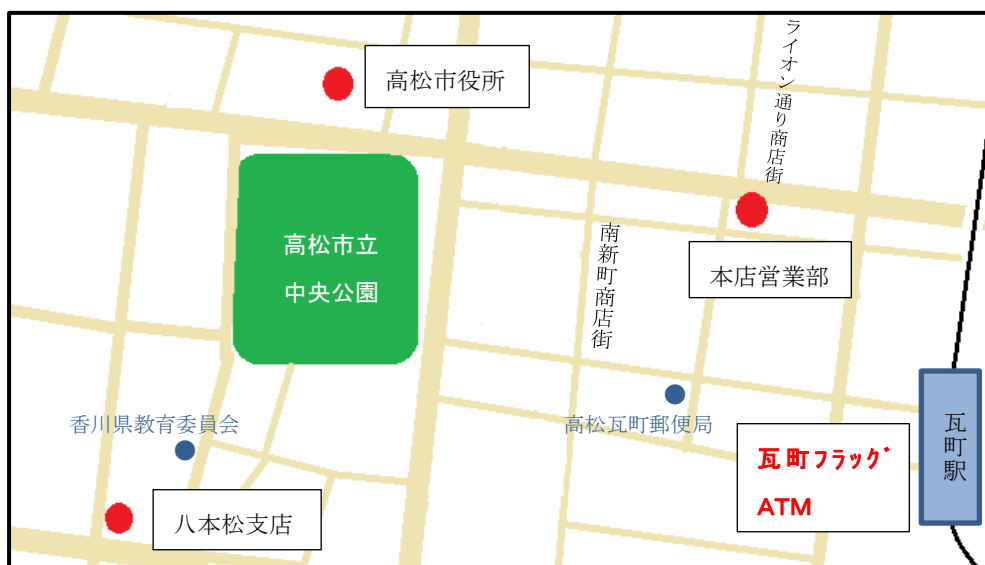 高松市役所
ライオン通り商店街
高松市立
中央公園
南新町商店街
本店営業部
香川県教育委員会
高松瓦町郵便局
瓦町フラッグ
ATM
瓦町駅
八本松支店